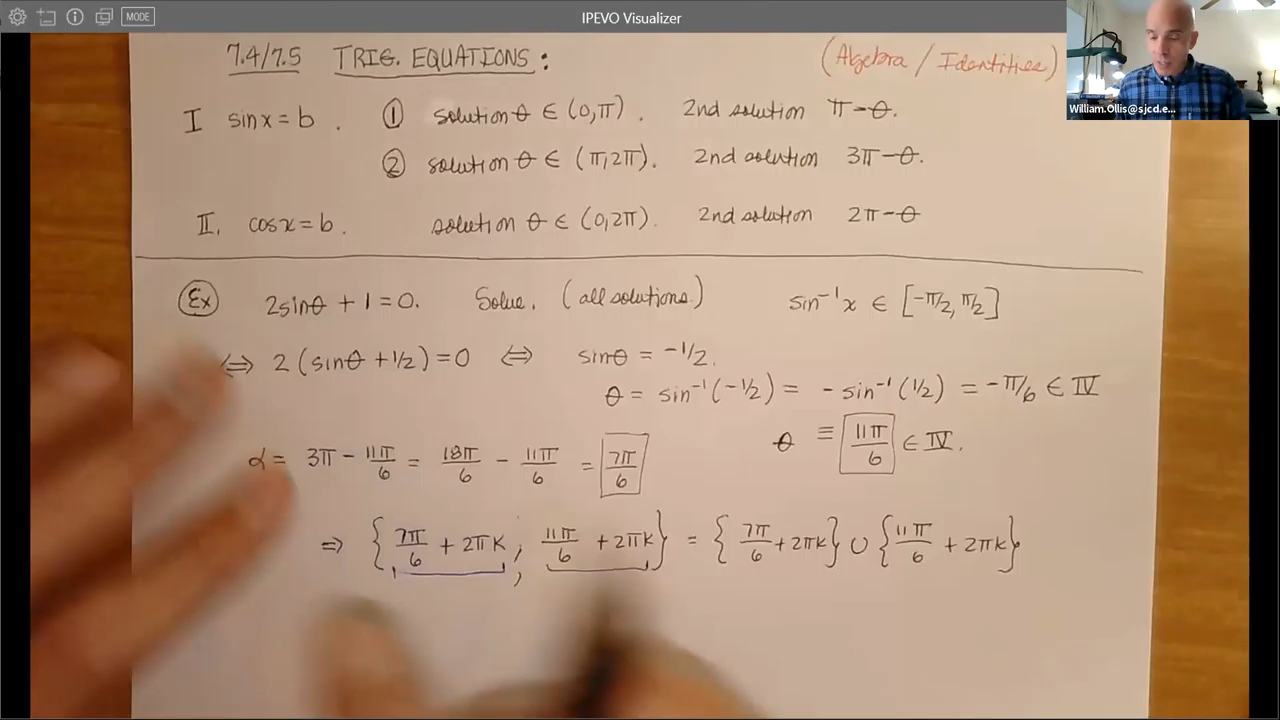 MODE
IPEVO Visualizer
William.Ollis@sjcd.e...
7.4/7.5 TRIG. EQUATIONS: (Algebra / Identities)
I sinx = b. ① solution θ ∈ (0,π). 2nd solution π-θ.
② solution θ ∈ (π,2π). 2nd solution 3π-θ.
II. cosx = b. solution θ ∈ (0,2π). 2nd solution 2π-θ
Ex 2sinθ + 1 = 0. Solve. (all solutions.) sin⁻¹x ∈ [-π/2, π/2]
⇔ 2(sinθ + 1/2) = 0 ⇔ sinθ = -1/2.
θ = sin⁻¹(-1/2) = -sin⁻¹(1/2) = -π/6 ∈ IV
θ ≡ 11π/6 ∈ IV.
α = 3π - 11π/6 = 18π/6 - 11π/6 = 7π/6
⇒ {7π/6 + 2πK, 11π/6 + 2πK} = {7π/6 + 2πK} ∪ {11π/6 + 2πK}